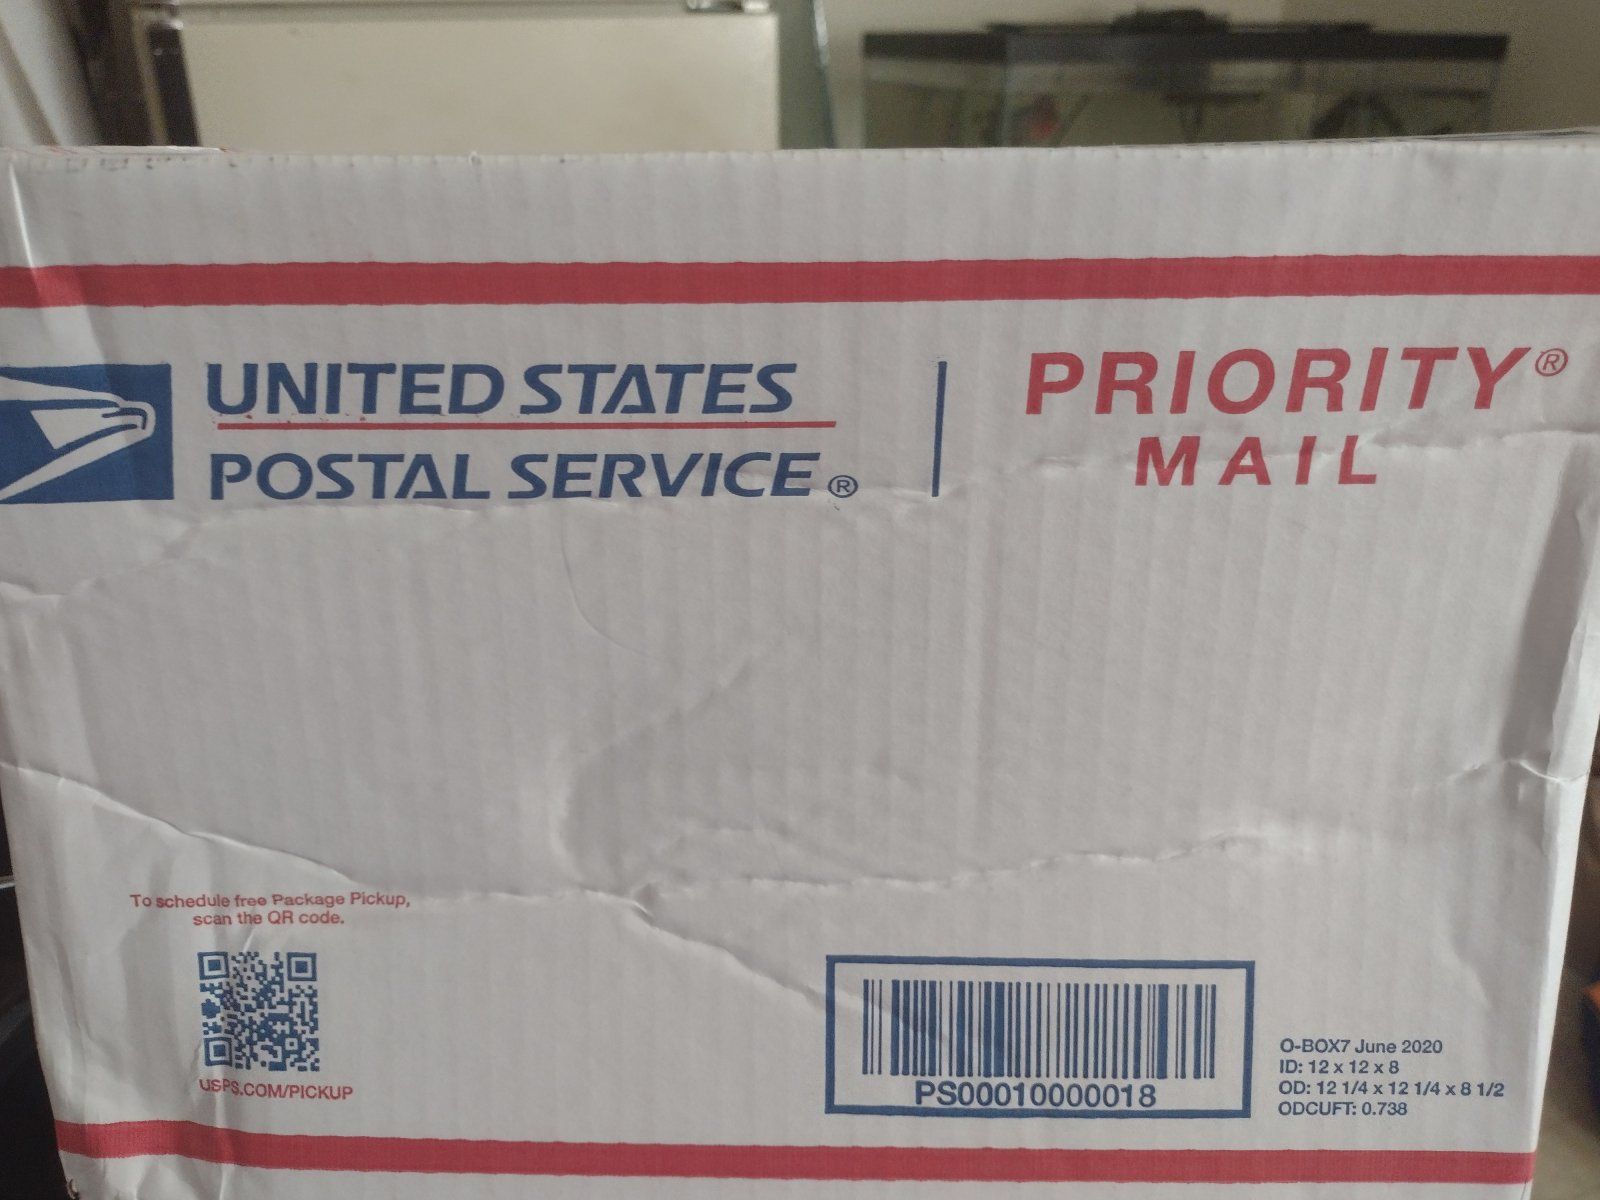 UNITED STATES
POSTAL SERVICE®
PRIORITY®
MAIL
To schedule free Package Pickup,
scan the QR code.
USPS.COM/PICKUP
PS00010000018
O-BOX7 June 2020
ID: 12 x 12 x 8
OD: 12 1/4 x 12 1/4 x 8 1/2
ODCUFT: 0.738